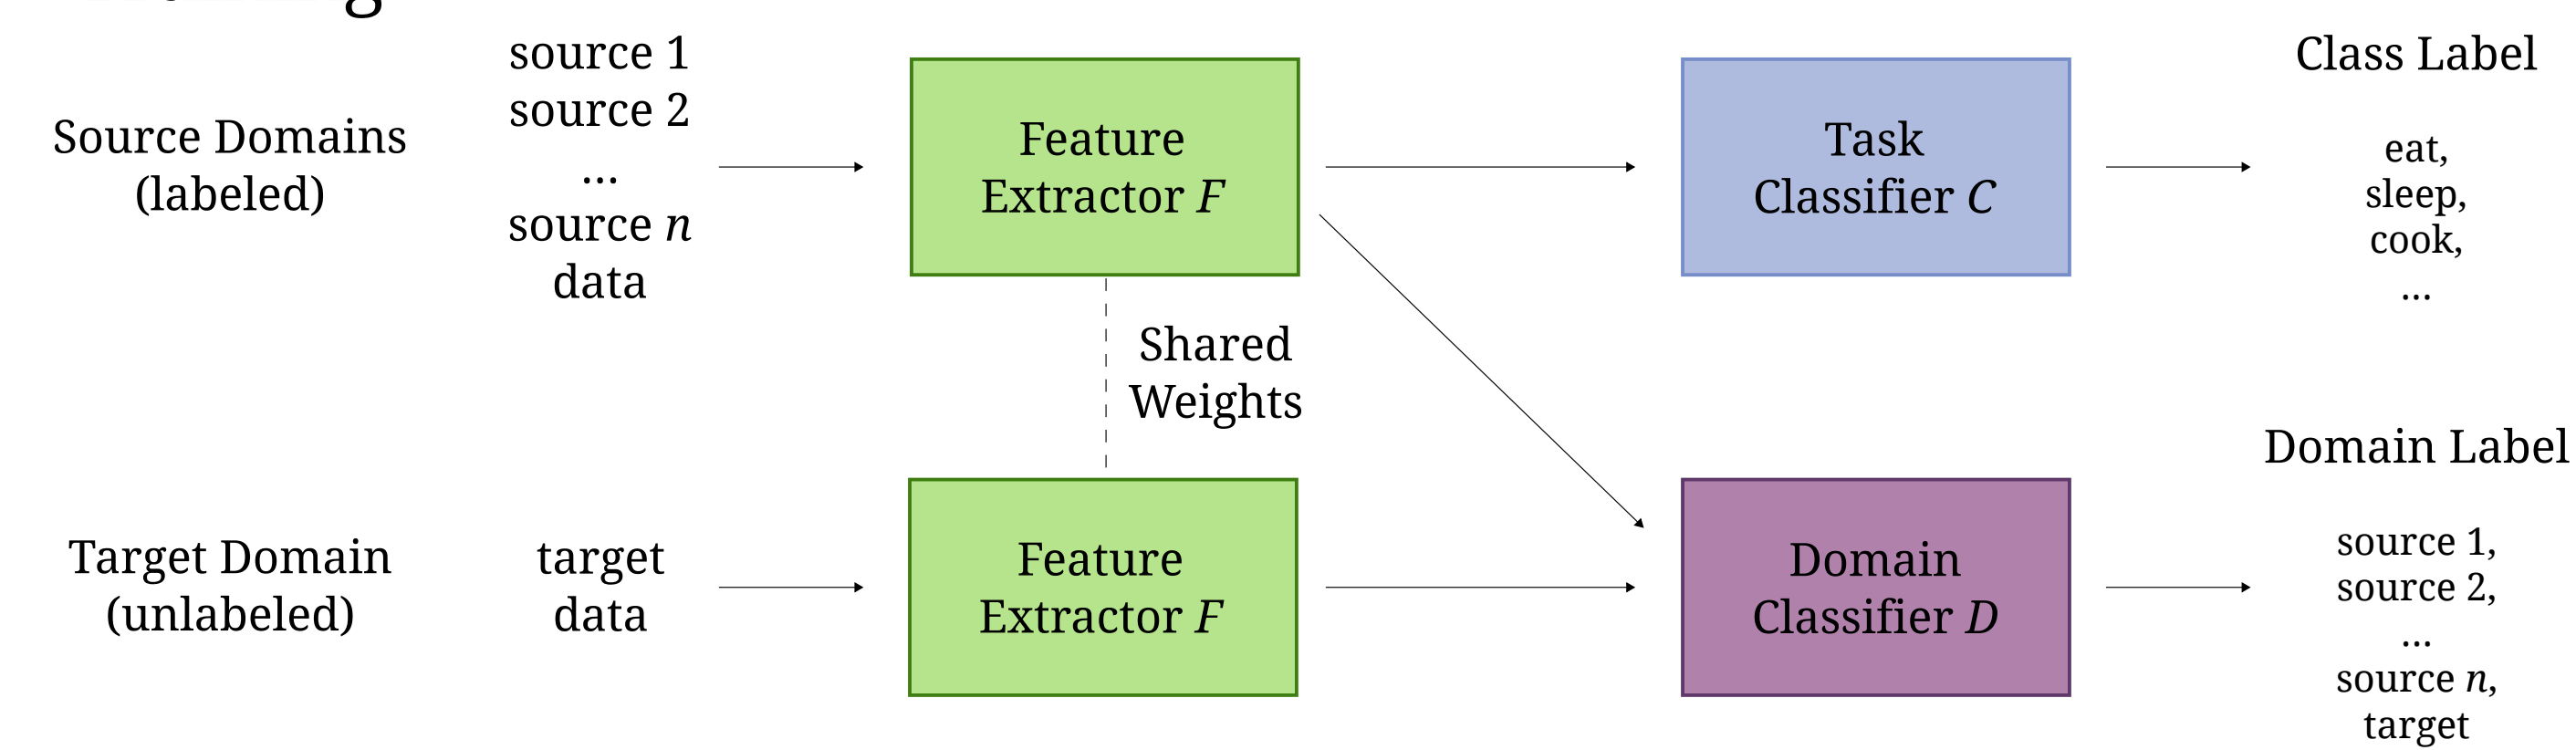 Source Domains
(labeled)
source 1
source 2
...
source n
data
Feature
Extractor F
Task
Classifier C
Class Label
eat,
sleep,
cook,
...
Shared
Weights
Target Domain
(unlabeled)
target
data
Feature
Extractor F
Domain
Classifier D
Domain Label
source 1,
source 2,
...
source n,
target